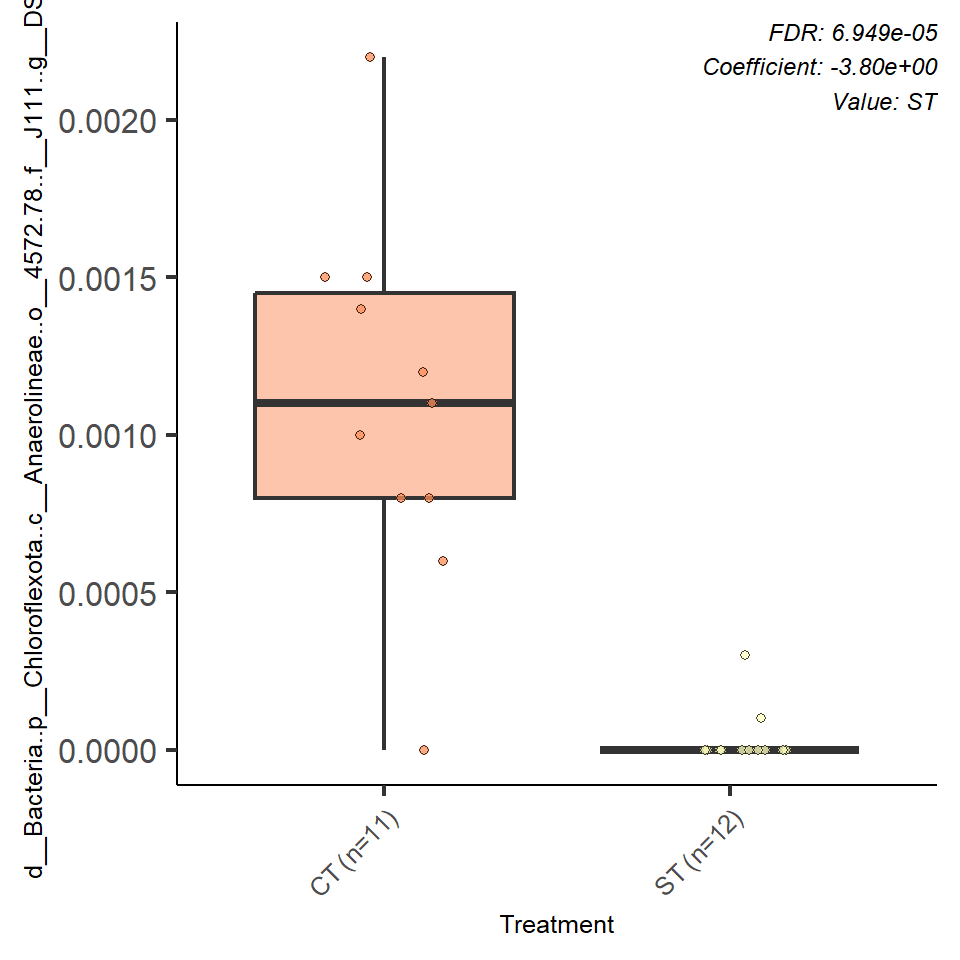 FDR: 6.949e-05
Coefficient: -3.80e+00
Value: ST
d__Bacteria..p__Chloroflexota..c__Anaerolineae..o__4572.78..f__J111..g__DS
0.0020
0.0015
0.0010
0.0005
0.0000
CT (n=11)
ST (n=12)
Treatment